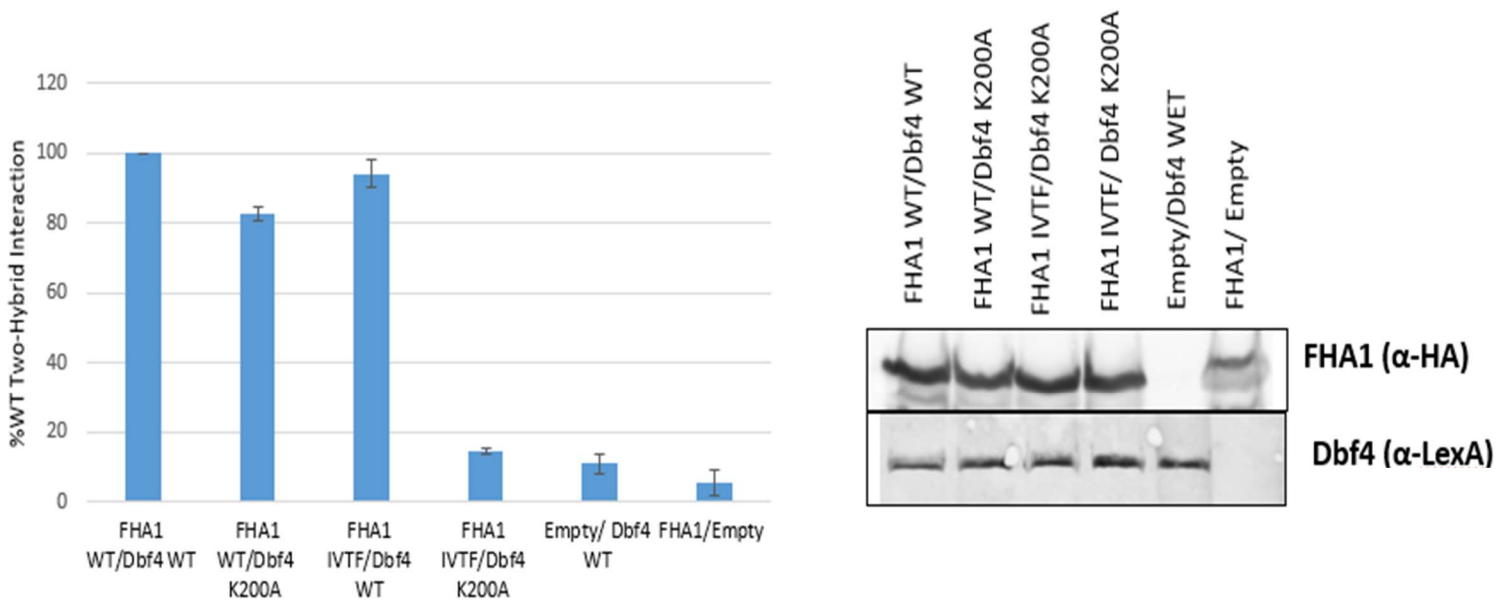 %WT Two-Hybrid Interaction
120
100
80
60
40
20
0
FHA1
WT/Dbf4 WT
FHA1
WT/Dbf4
K200A
FHA1
IVTF/Dbf4
WT
FHA1
IVTF/Dbf4
K200A
Empty/ Dbf4
WT
FHA1/Empty
FHA1 WT/Dbf4 WT
FHA1 WT/Dbf4 K200A
FHA1 IVTF/Dbf4 K200A
FHA1 IVTF/ Dbf4 K200A
Empty/Dbf4 WET
FHA1/ Empty
FHA1 (α-HA)
Dbf4 (α-LexA)